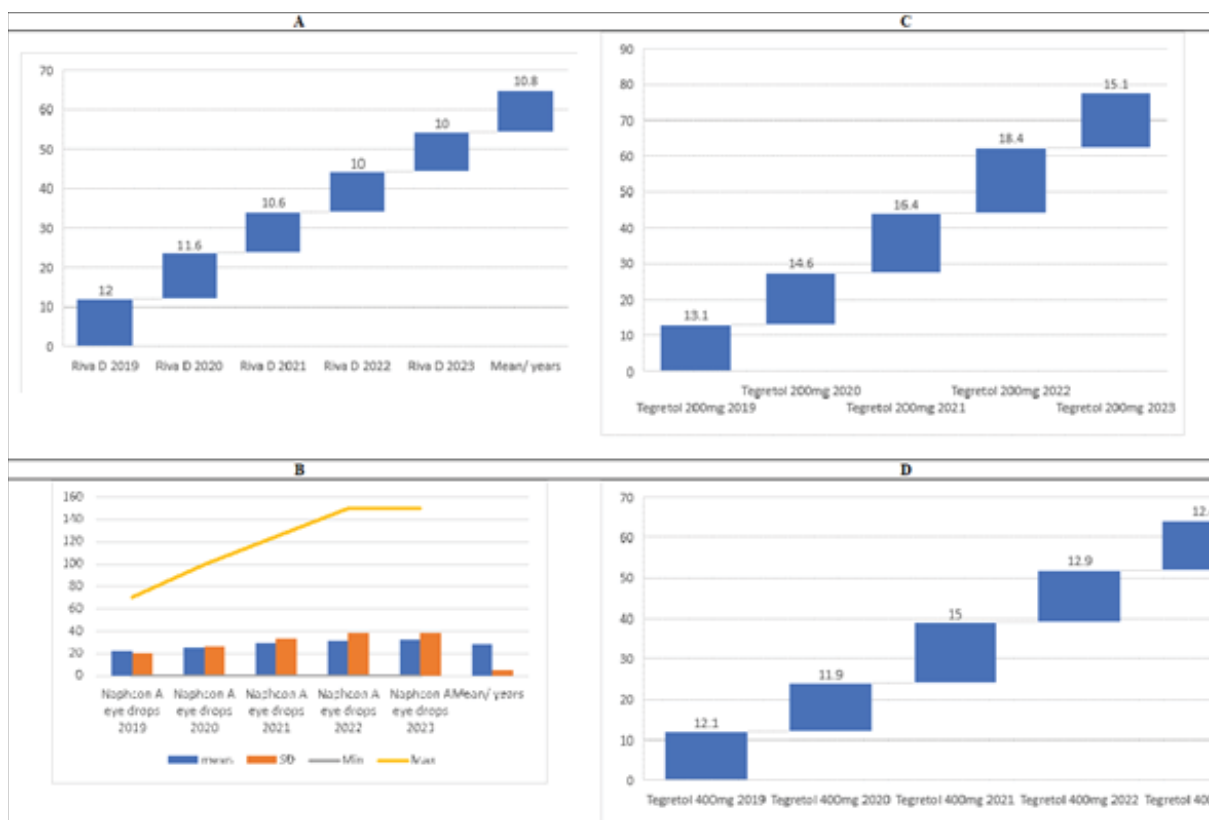 A
70
60
50
40
30
20
10
0
12
11.6
10.6
10
10
10.8
Riva D 2019
Riva D 2020
Riva D 2021
Riva D 2022
Riva D 2023
Mean/ years
C
90
80
70
60
50
40
30
20
10
0
13.1
14.6
16.4
18.4
15.1
Tegretol 200mg 2019
Tegretol 200mg 2020
Tegretol 200mg 2021
Tegretol 200mg 2022
Tegretol 200mg 2023
B
160
140
120
100
80
60
40
20
0
Naphcon A
eye drops
2019
Naphcon A
eye drops
2020
Naphcon A
eye drops
2021
Naphcon A
eye drops
2022
Naphcon A
eye drops
2023
Mean/ years
mean
SD
Min
Max
D
70
60
50
40
30
20
10
0
12.1
11.9
15
12.9
12.
Tegretol 400mg 2019
Tegretol 400mg 2020
Tegretol 400mg 2021
Tegretol 400mg 2022
Tegretol 40